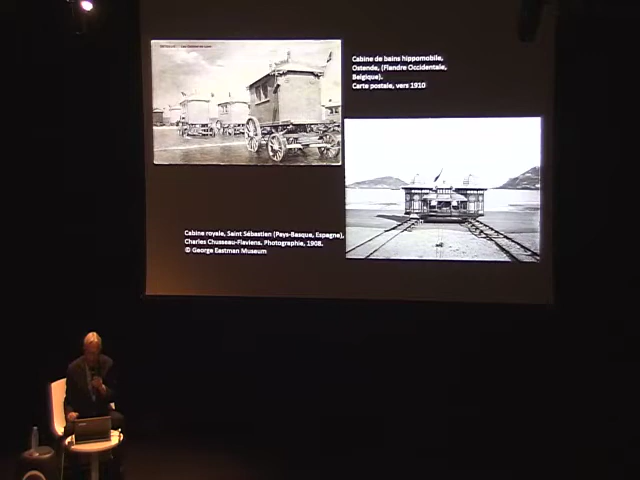 Cabine de bains hippomobile,
Ostende, (Flandre Occidentale,
Belgique).
Carte postale, vers 1910
Cabine royale, Saint Sébastien (Pays-Basque, Espagne),
Charles Chusseau-Flaviens. Photographie, 1908.
© George Eastman Museum